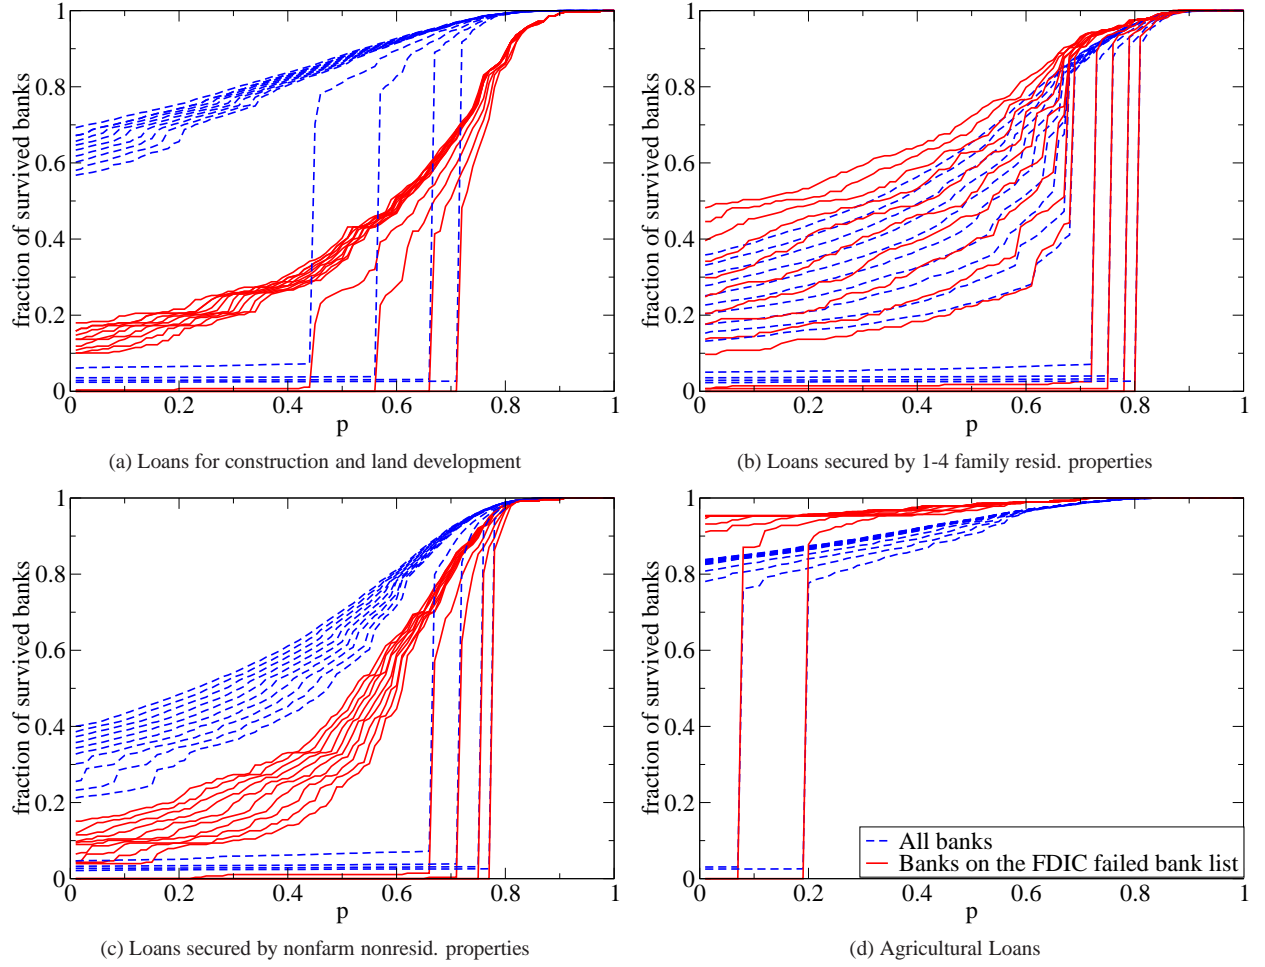 fraction of survived banks
1
0.8
0.6
0.4
0.2
0
0 0.2 0.4 0.6 0.8 1
p
(a) Loans for construction and land development
fraction of survived banks
1
0.8
0.6
0.4
0.2
0
0 0.2 0.4 0.6 0.8 1
p
(b) Loans secured by 1-4 family resid. properties
fraction of survived banks
1
0.8
0.6
0.4
0.2
0
0 0.2 0.4 0.6 0.8 1
p
(c) Loans secured by nonfarm nonresid. properties
fraction of survived banks
1
0.8
0.6
0.4
0.2
0
All banks
Banks on the FDIC failed bank list
0 0.2 0.4 0.6 0.8 1
p
(d) Agricultural Loans